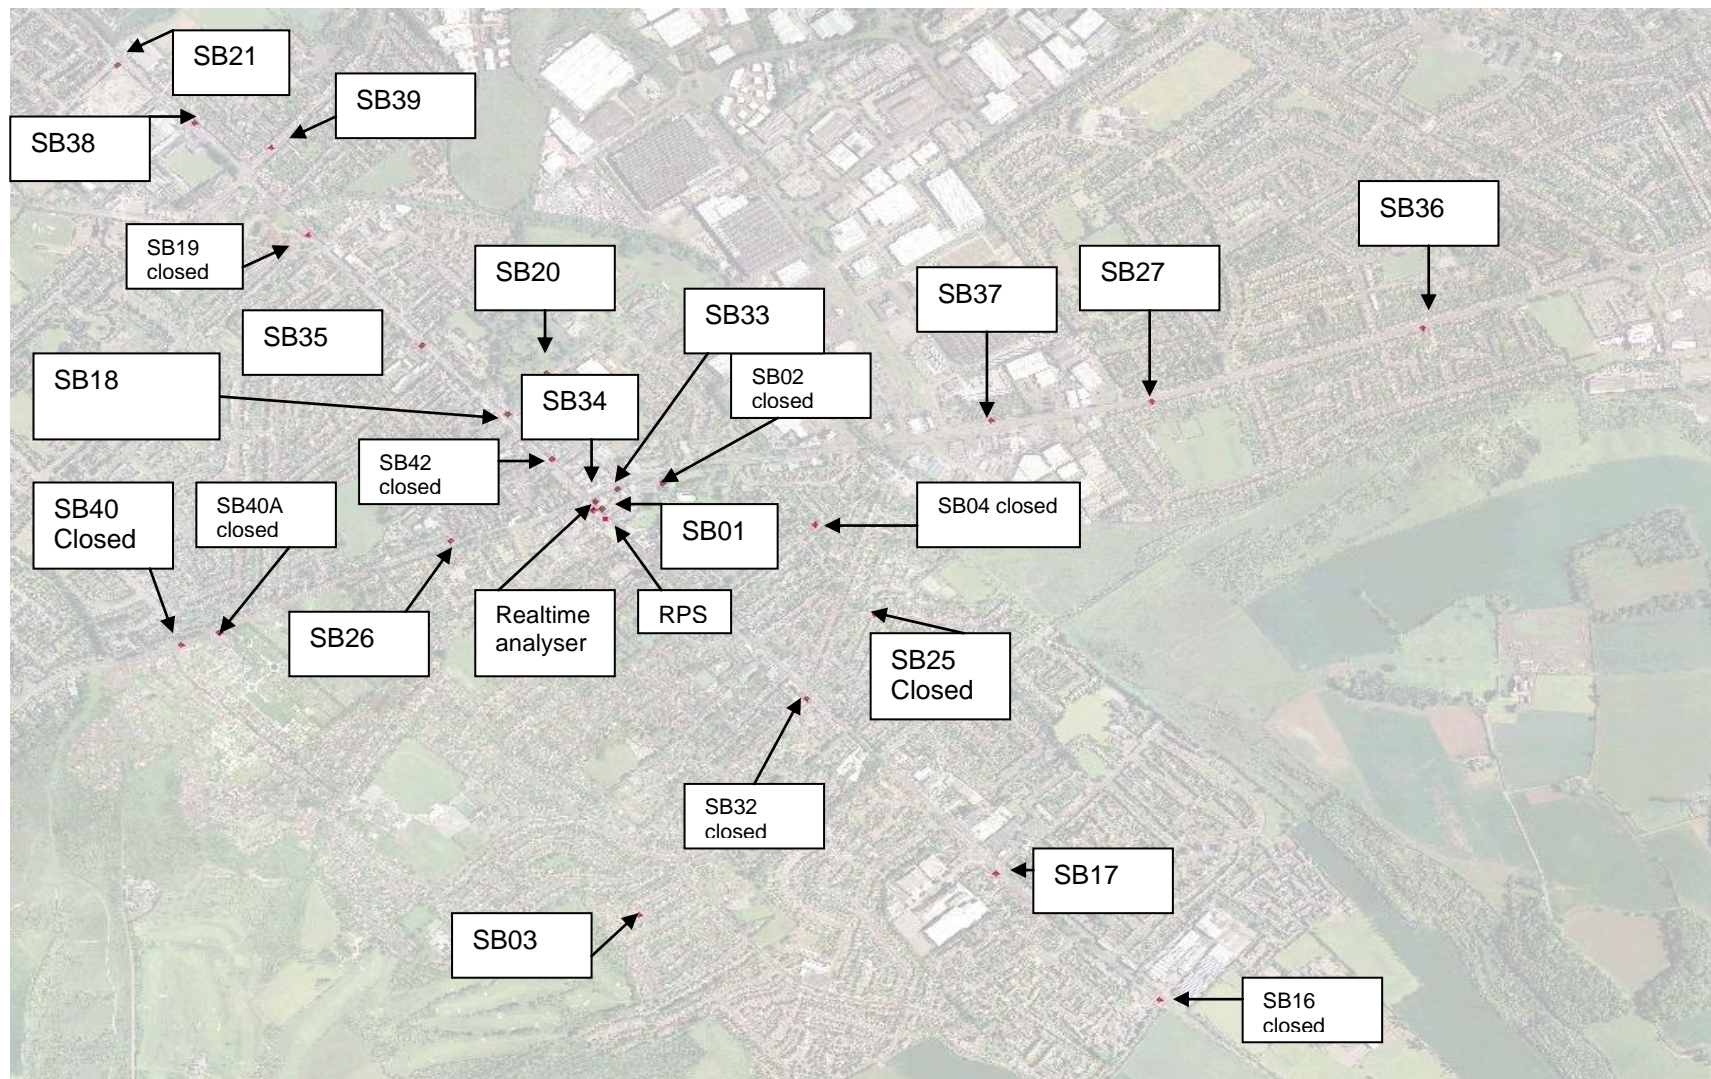 SB21
SB39
SB38
SB36
SB19
closed
SB20
SB37
SB27
SB33
SB35
SB18
SB02
closed
SB34
SB42
closed
SB40
Closed
SB40A
closed
SB04 closed
SB01
SB26
Realtime
analyser
RPS
SB25
Closed
SB32
closed
SB17
SB03
SB16
closed